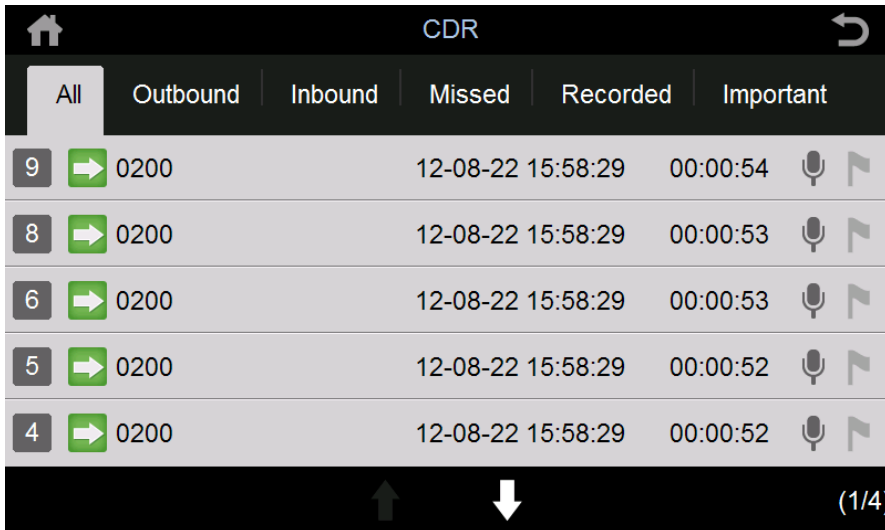 CDR
All Outbound Inbound Missed Recorded Important
9 0200 12-08-22 15:58:29 00:00:54
8 0200 12-08-22 15:58:29 00:00:53
6 0200 12-08-22 15:58:29 00:00:53
5 0200 12-08-22 15:58:29 00:00:52
4 0200 12-08-22 15:58:29 00:00:52
(1/4)